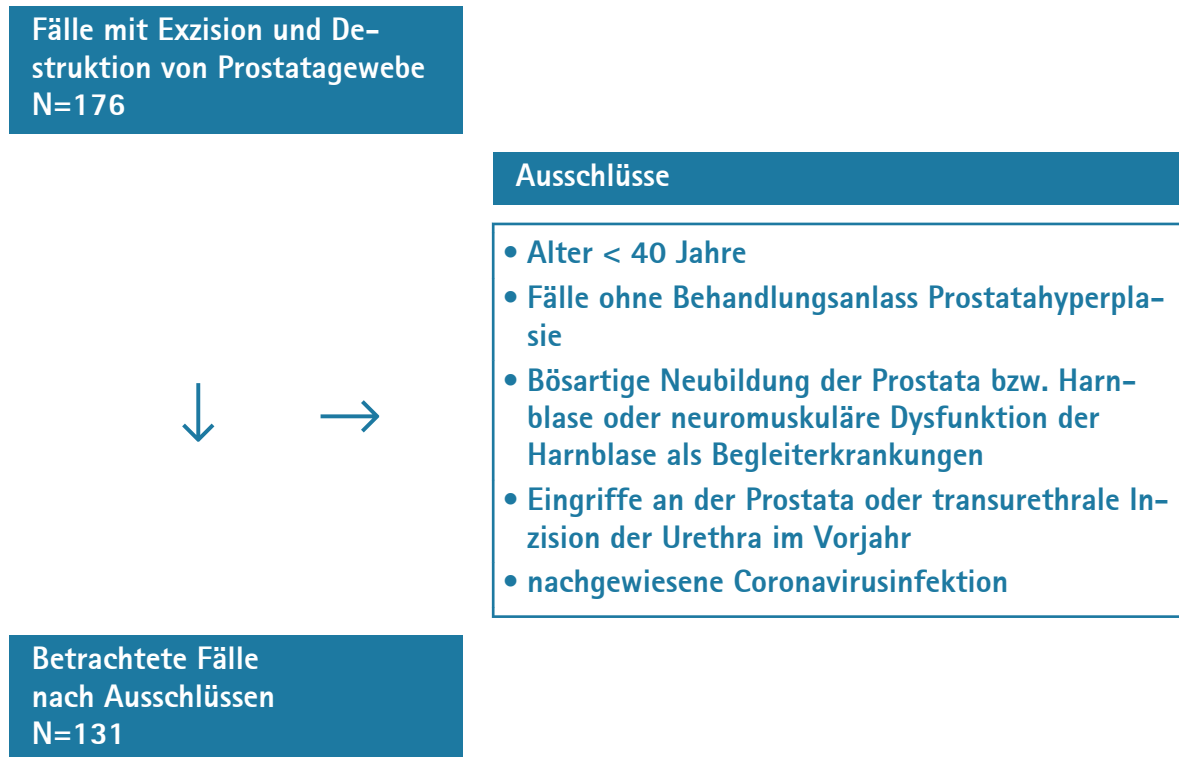 Fälle mit Exzision und De-
struktion von Prostatagewebe
N=176
Ausschlüsse
• Alter < 40 Jahre
• Fälle ohne Behandlungsanlass Prostatahyperpla-
sie
• Bösartige Neubildung der Prostata bzw. Harn-
blase oder neuromuskuläre Dysfunktion der
Harnblase als Begleiterkrankungen
• Eingriffe an der Prostata oder transurethrale In-
zision der Urethra im Vorjahr
• nachgewiesene Coronavirusinfektion
Betrachtete Fälle
nach Ausschlüssen
N=131